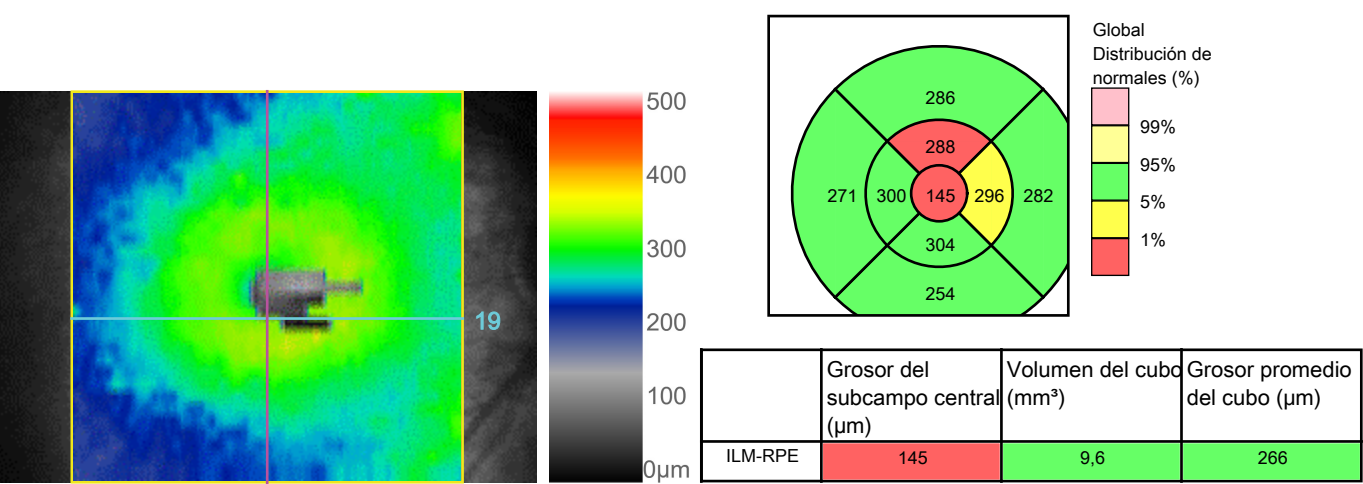 19
500
400
300
200
100
0µm
286
288
271
300
145
296
282
304
254
Global
Distribución de
normales (%)
99%
95%
5%
1%
Grosor del
subcampo central
(µm)
Volumen del cubo
(mm³)
Grosor promedio
del cubo (µm)
ILM-RPE
145
9,6
266